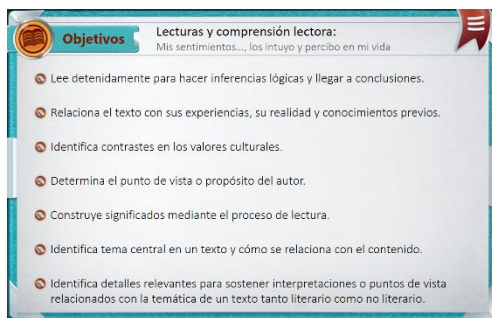 Objetivos
Lecturas y comprensión lectora:
Mis sentimientos..., los intuyo y percibo en mi vida
Lee detenidamente para hacer inferencias lógicas y llegar a conclusiones.
Relaciona el texto con sus experiencias, su realidad y conocimientos previos.
Identifica contrastes en los valores culturales.
Determina el punto de vista o propósito del autor.
Construye significados mediante el proceso de lectura.
Identifica tema central en un texto y cómo se relaciona con el contenido.
Identifica detalles relevantes para sostener interpretaciones o puntos de vista
relacionados con la temática de un texto tanto literario como no literario.